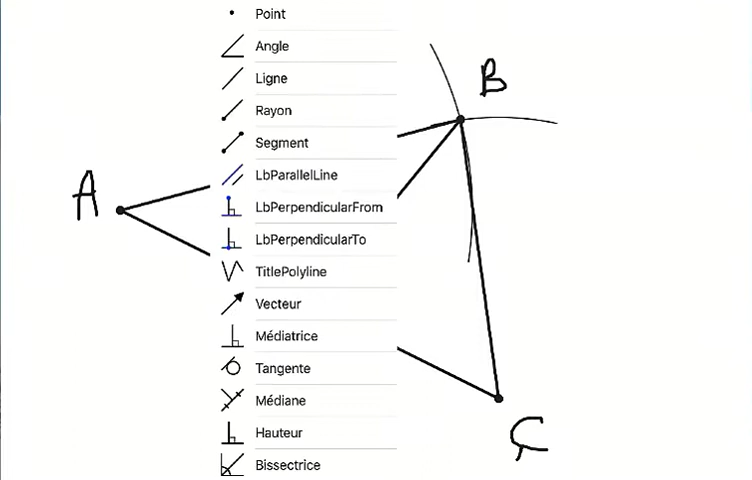 Point
Angle
Ligne
Rayon
Segment
LbParallelLine
LbPerpendicularFrom
LbPerpendicularTo
TitlePolyline
Vecteur
Médiatrice
Tangente
Médiane
Hauteur
Bissectrice
A
B
C